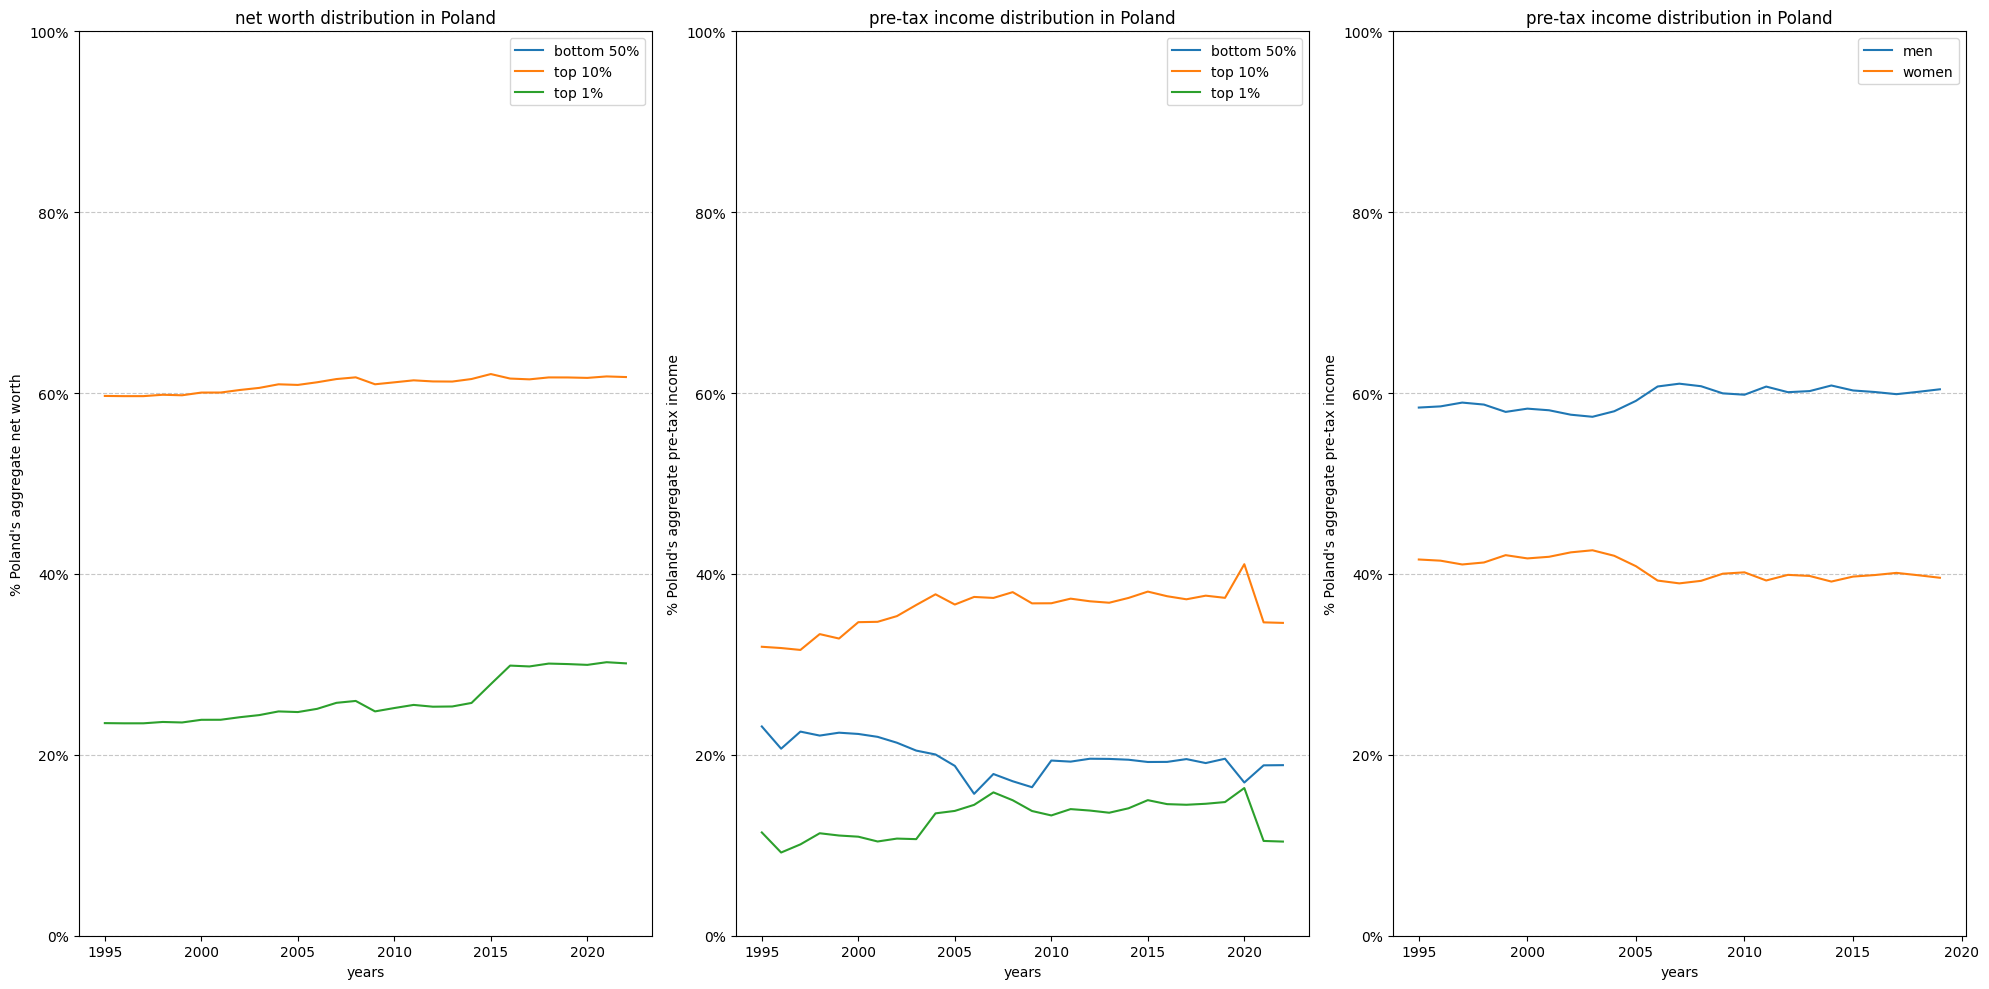 net worth distribution in Poland
100%
80%
60%
40%
20%
0%
% Poland's aggregate net worth
bottom 50%
top 10%
top 1%
1995 2000 2005 2010 2015 2020
years
pre-tax income distribution in Poland
100%
80%
60%
40%
20%
0%
% Poland's aggregate pre-tax income
bottom 50%
top 10%
top 1%
1995 2000 2005 2010 2015 2020
years
pre-tax income distribution in Poland
100%
80%
60%
40%
20%
0%
% Poland's aggregate pre-tax income
men
women
1995 2000 2005 2010 2015 2020
years